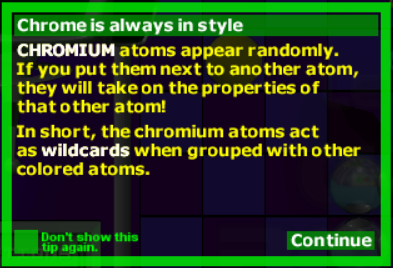 Chrome is always in style
CHROMIUM atoms appear randomly.
If you put them next to another atom,
they will take on the properties of
that other atom!
In short, the chromium atoms act
as wildcards when grouped with other
colored atoms.
Don't show this
tip again.
Continue